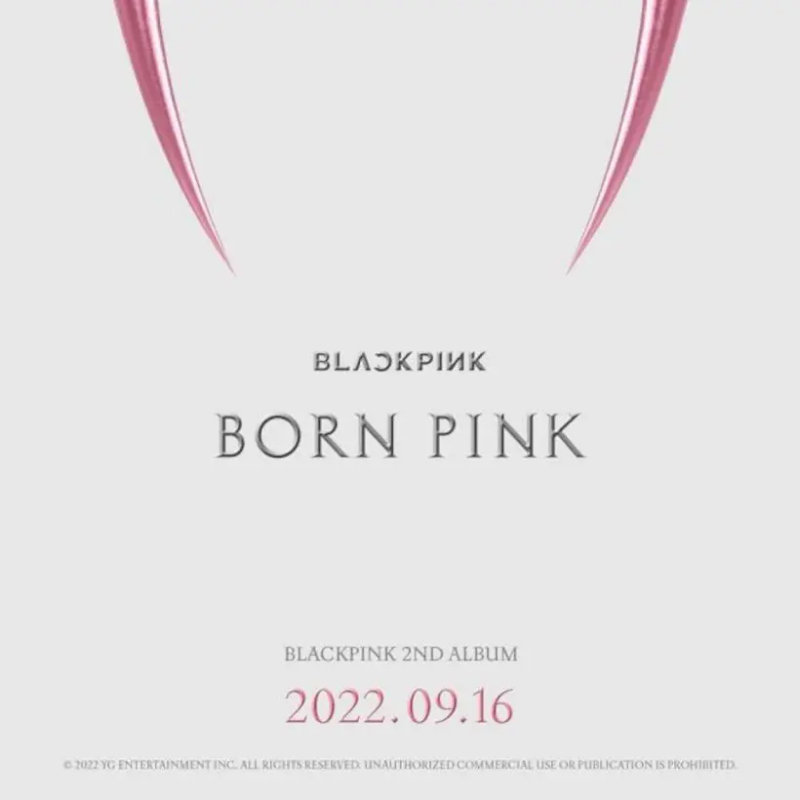 BLACKPINK
BORN PINK
BLACKPINK 2ND ALBUM
2022.09.16
© 2022 YG ENTERTAINMENT INC. ALL RIGHTS RESERVED. UNAUTHORIZED COMMERCIAL USE OR PUBLICATION IS PROHIBITED.